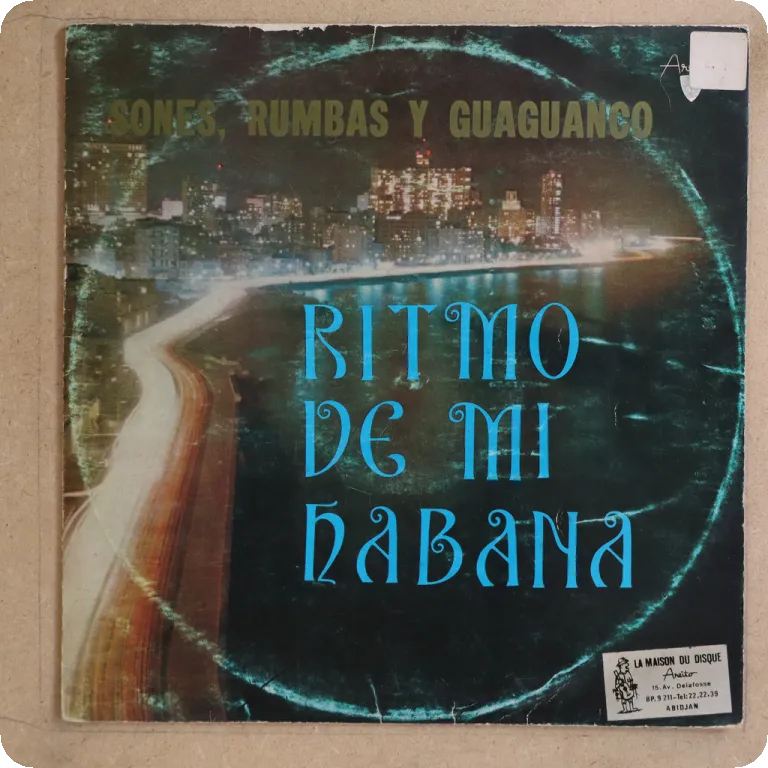 SONES, RUMBAS Y GUAGUANCO
RITMO
DE MI
HABANA
LA MAISON DU DISQUE
Areito
15. Av. Delafosse
BP. 9 211-Tel: 22.22.39
ABIDJAN